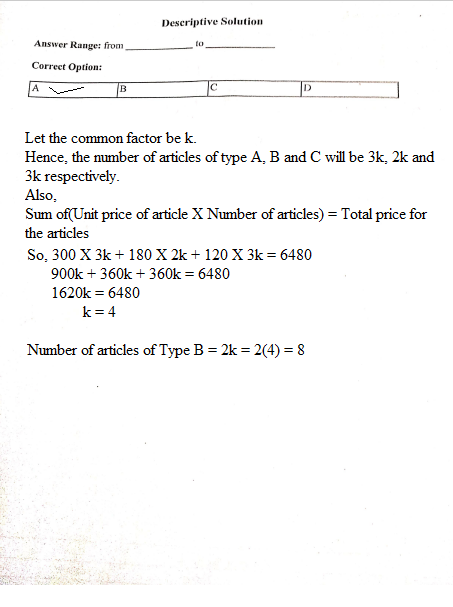 Descriptive Solution
Answer Range: from ____________ to ____________
Correct Option:
A ✓ B C D
Let the common factor be k.
Hence, the number of articles of type A, B and C will be 3k, 2k and
3k respectively.
Also,
Sum of(Unit price of article X Number of articles) = Total price for
the articles
So, 300 X 3k + 180 X 2k + 120 X 3k = 6480
900k + 360k + 360k = 6480
1620k = 6480
k = 4
Number of articles of Type B = 2k = 2(4) = 8